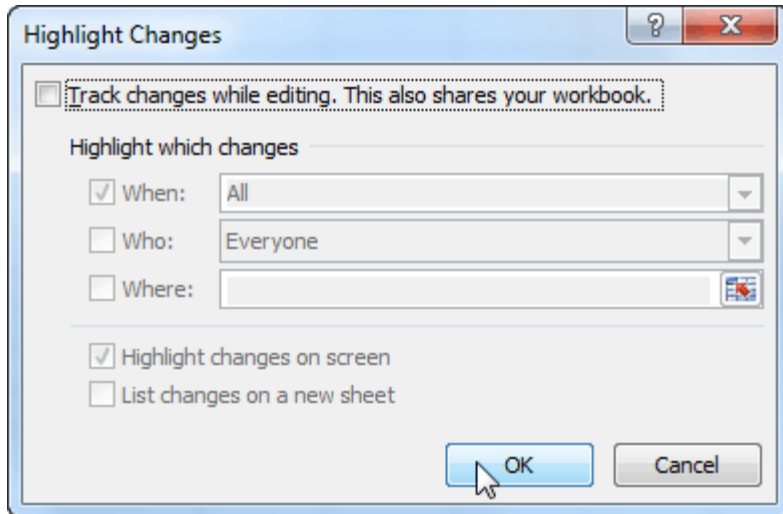 Highlight Changes
Track changes while editing. This also shares your workbook.
Highlight which changes
When: All
Who: Everyone
Where:
Highlight changes on screen
List changes on a new sheet
OK Cancel